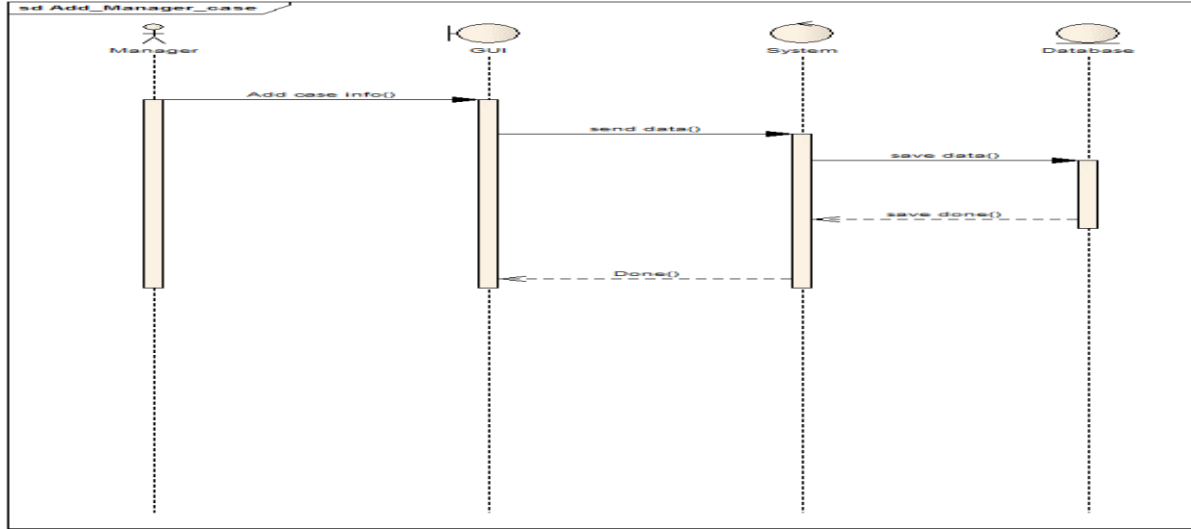 sd Add_Manager_case
Manager
GUI
System
Database
Add case info()
send data()
save data()
save done()
Done()